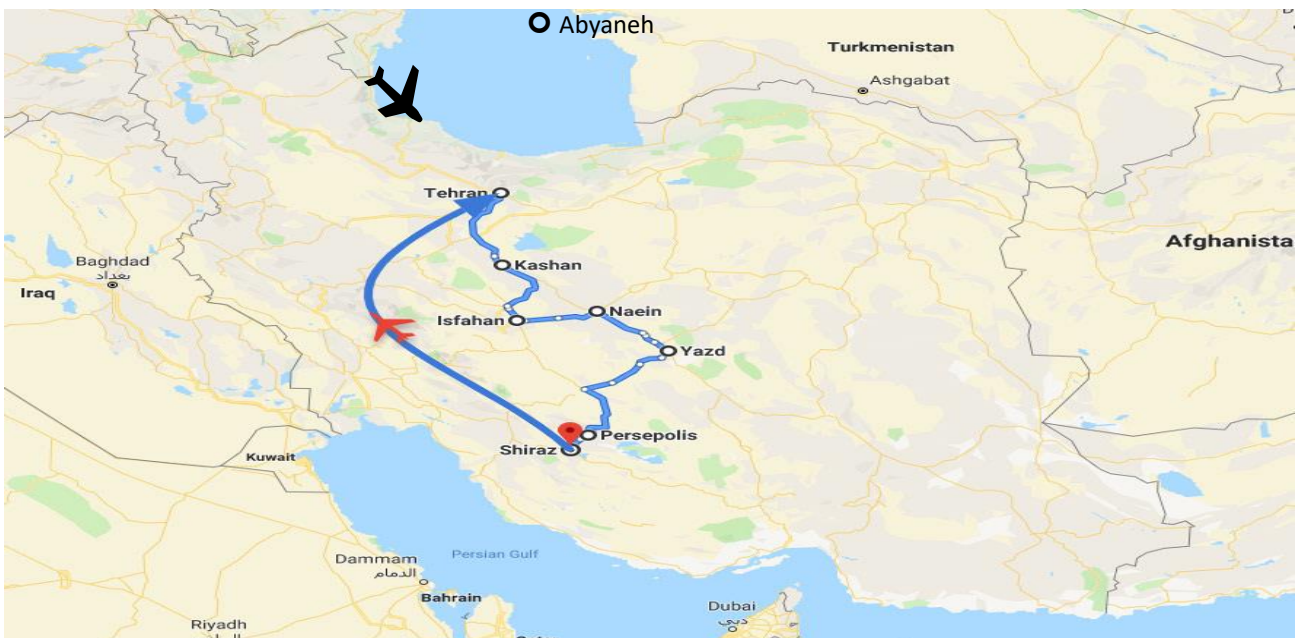 Abyaneh
Turkmenistan
Ashgabat
Tehran
Afghanista
Kashan
Baghdad
بغداد
Iraq
Naein
Isfahan
Yazd
Persepolis
Shiraz
Kuwait
Persian Gulf
Dammam
الدمام
Bahrain
Dubai
دبي
Riyadh